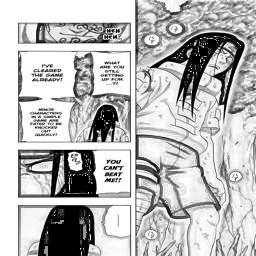 HEH
HEH
WHAT
ARE YOU
STILL
GETTING
UP FOR
...?!
I'VE
CLEARED
THE GAME
ALREADY!
MINOR
CHARACTERS
IN A SIMPLE
GAME ARE
FATED TO BE
KNOCKED
OUT
QUICKLY!
YOU
CAN'T
BEAT
ME!!